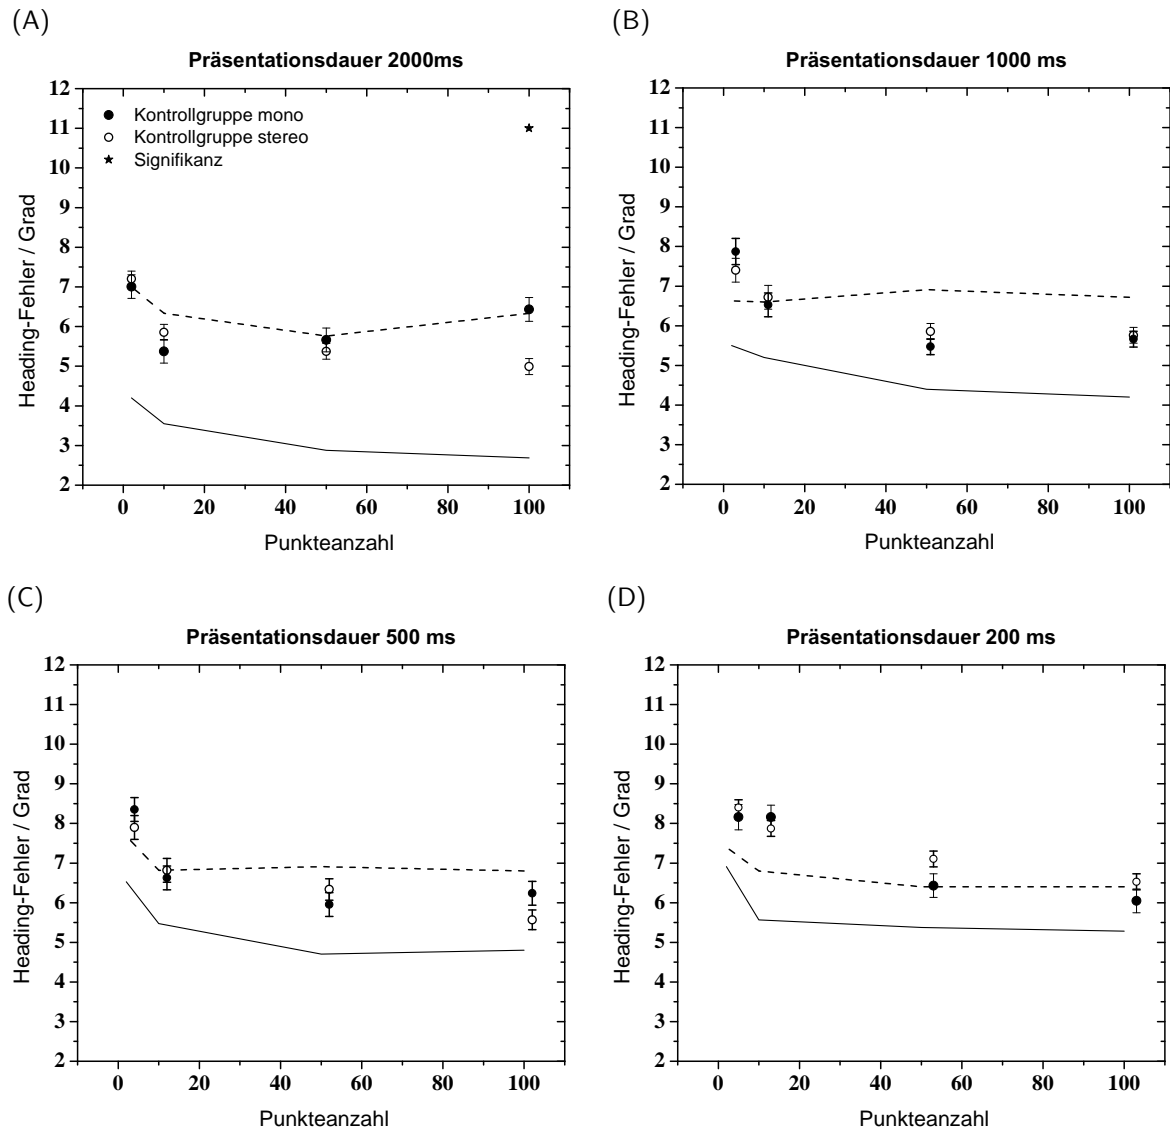 (A)
Präsentationsdauer 2000ms
12
11
10
9
8
7
6
5
4
3
2
Heading-Fehler / Grad
Kontrollgruppe mono
Kontrollgruppe stereo
Signifikanz
0 20 40 60 80 100
Punkteanzahl
(B)
Präsentationsdauer 1000 ms
12
11
10
9
8
7
6
5
4
3
2
Heading-Fehler / Grad
0 20 40 60 80 100
Punkteanzahl
(C)
Präsentationsdauer 500 ms
12
11
10
9
8
7
6
5
4
3
2
Heading-Fehler / Grad
0 20 40 60 80 100
Punkteanzahl
(D)
Präsentationsdauer 200 ms
12
11
10
9
8
7
6
5
4
3
2
Heading-Fehler / Grad
0 20 40 60 80 100
Punkteanzahl